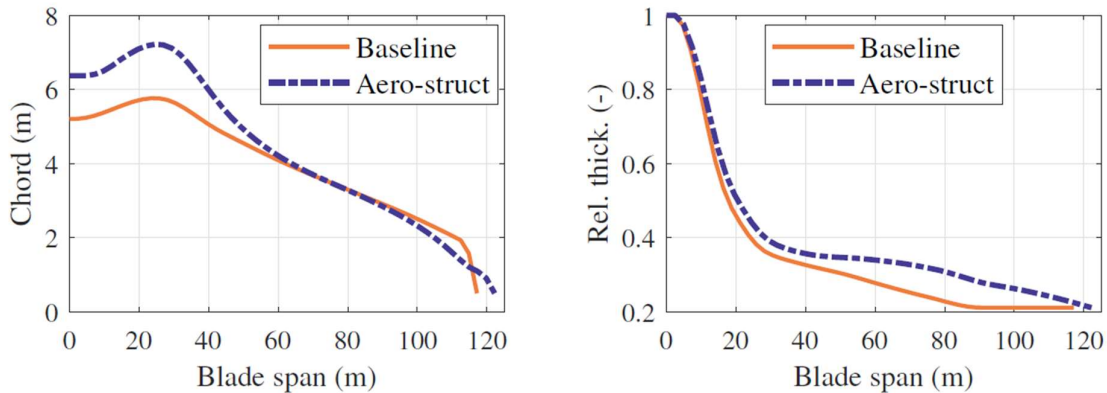 8
6
4
2
0
Chord (m)
Baseline
Aero-struct
0 20 40 60 80 100 120
Blade span (m)
1
0.8
0.6
0.4
0.2
Rel. thick. (-)
Baseline
Aero-struct
0 20 40 60 80 100 120
Blade span (m)